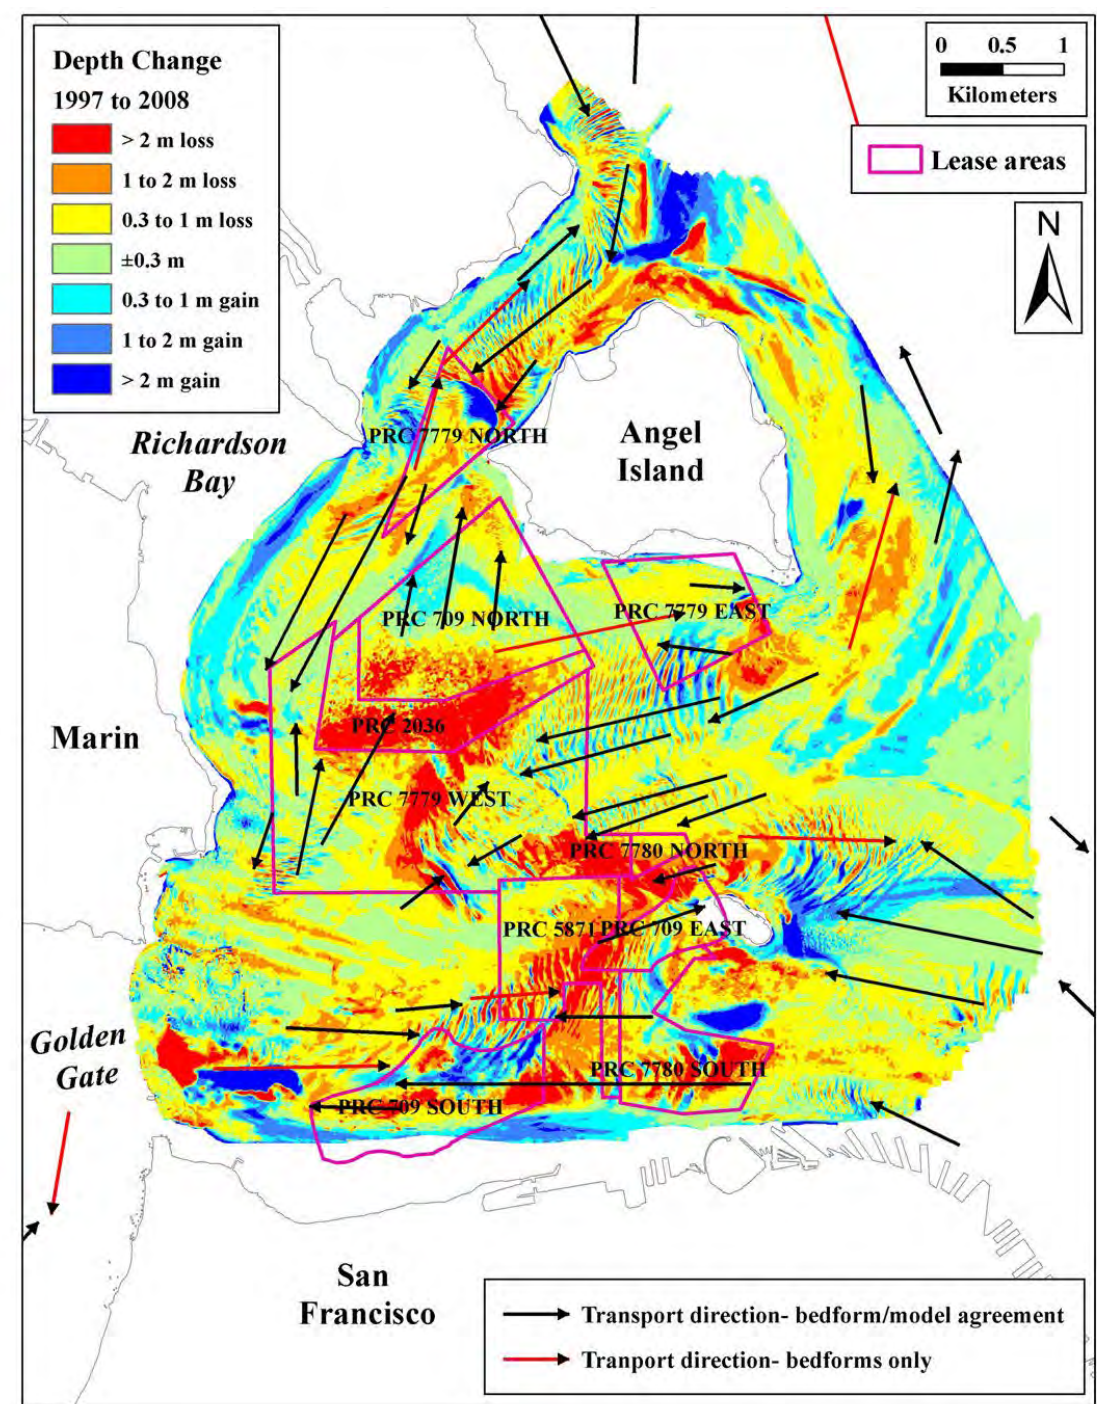 Depth Change
1997 to 2008
> 2 m loss
1 to 2 m loss
0.3 to 1 m loss
±0.3 m
0.3 to 1 m gain
1 to 2 m gain
> 2 m gain
0 0.5 1
Kilometers
Lease areas
N
Richardson
Bay
Angel
Island
PRC 7779 NORTH
PRC 709 NORTH
PRC 7779 EAST
Marin
PRC 2036
PRC 7779 WEST
PRC 7780 NORTH
PRC 5871
PRC 709 EAST
Golden
Gate
PRC 7780 SOUTH
PRC 709 SOUTH
San
Francisco
Transport direction- bedform/model agreement
Tranport direction- bedforms only